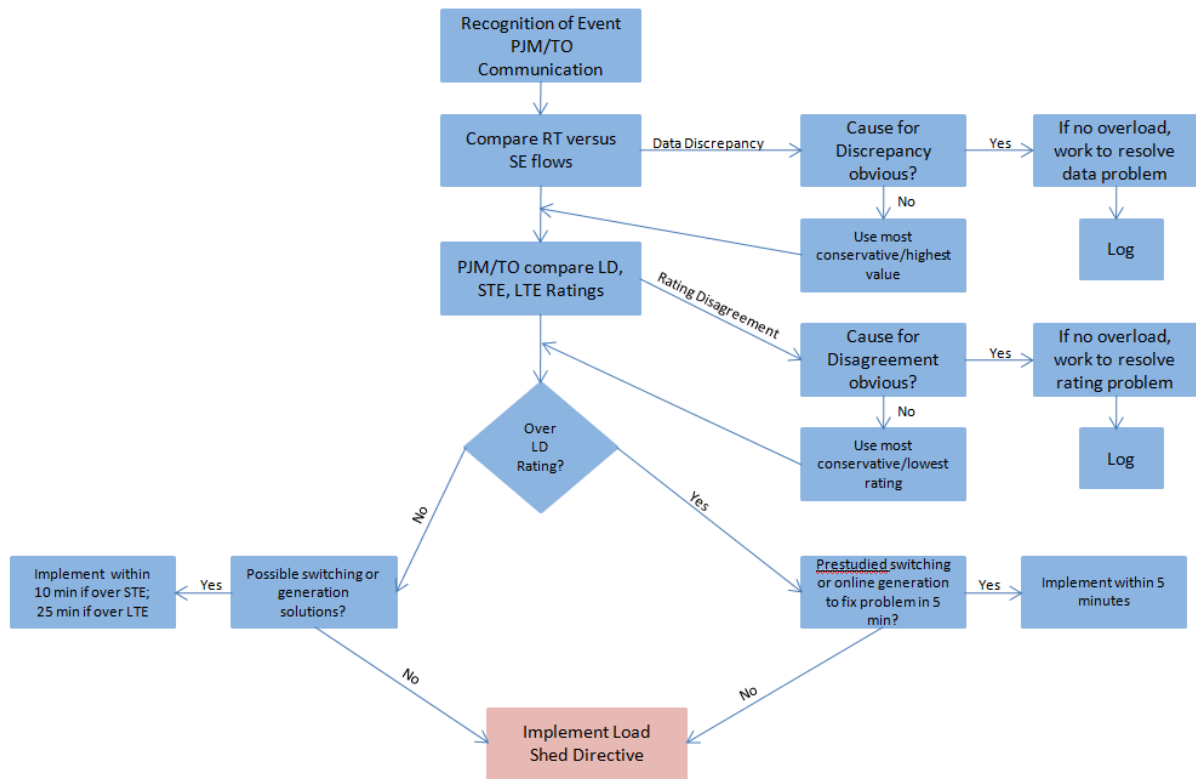 Recognition of Event
PJM/TO
Communication
Compare RT versus
SE flows
Data Discrepancy
Cause for
Discrepancy
obvious?
Yes
If no overload,
work to resolve
data problem
No
Use most
conservative/highest
value
Log
PJM/TO compare LD,
STE, LTE Ratings
Rating Disagreement
Cause for
Disagreement
obvious?
Yes
If no overload,
work to resolve
rating problem
No
Use most
conservative/lowest
rating
Log
Over
LD
Rating?
No
Yes
Implement within
10 min if over STE;
25 min if over LTE
Yes
Possible switching or
generation
solutions?
Prestudied switching
or online generation
to fix problem in 5
min?
Yes
Implement within 5
minutes
No
No
Implement Load
Shed Directive